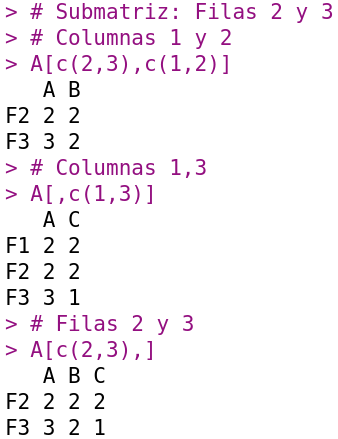 > # Submatriz: Filas 2 y 3
> # Columnas 1 y 2
> A[c(2,3),c(1,2)]
   A B
F2 2 2
F3 3 2
> # Columnas 1,3
> A[,c(1,3)]
   A C
F1 2 2
F2 2 2
F3 3 1
> # Filas 2 y 3
> A[c(2,3),]
   A B C
F2 2 2 2
F3 3 2 1